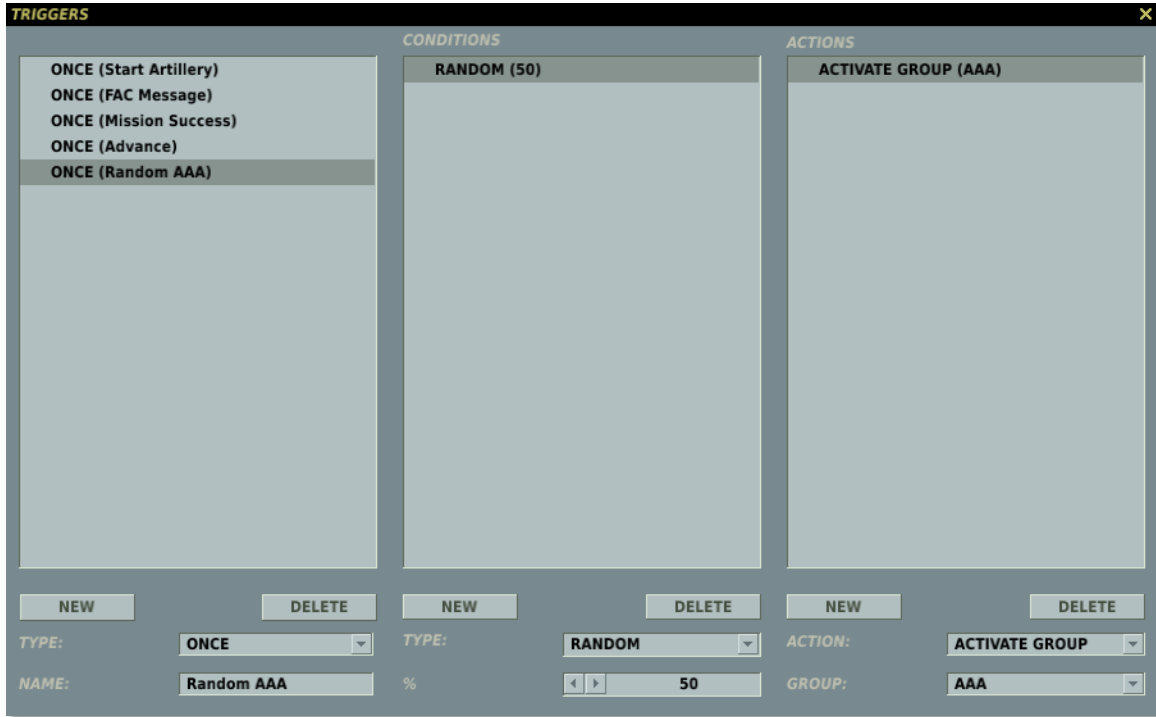 TRIGGERS
CONDITIONS
ACTIONS
ONCE (Start Artillery)
ONCE (FAC Message)
ONCE (Mission Success)
ONCE (Advance)
ONCE (Random AAA)
RANDOM (50)
ACTIVATE GROUP (AAA)
NEW DELETE NEW DELETE NEW DELETE
TYPE: ONCE TYPE: RANDOM ACTION: ACTIVATE GROUP
NAME: Random AAA % 50 GROUP: AAA